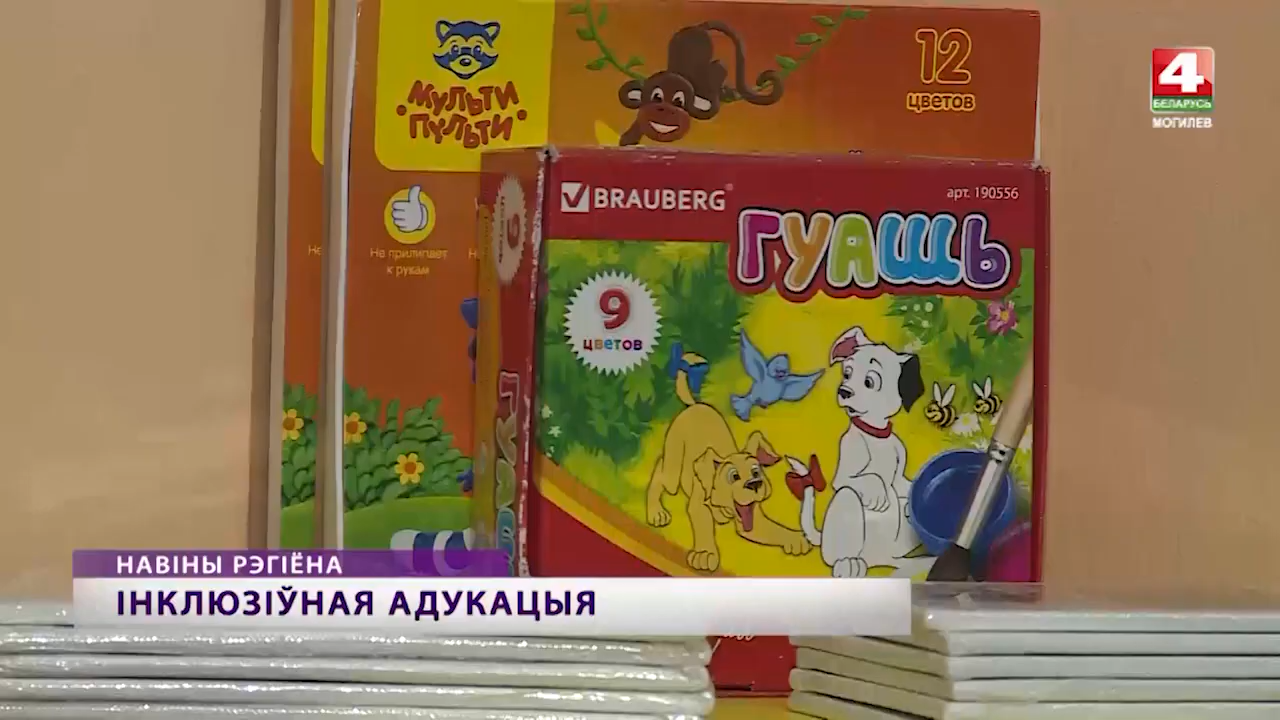 12
цветов
4
БЕЛАРУСЬ
МОГИЛЕВ
Мульти
Пульти
BRAUBERG®
арт. 190556
ГУАШЬ
Не прилипает
к рукам
Не
9
цветов
НАВІНЫ РЭГІЁНА
ІНКЛЮЗІЎНАЯ АДУКАЦЫЯ